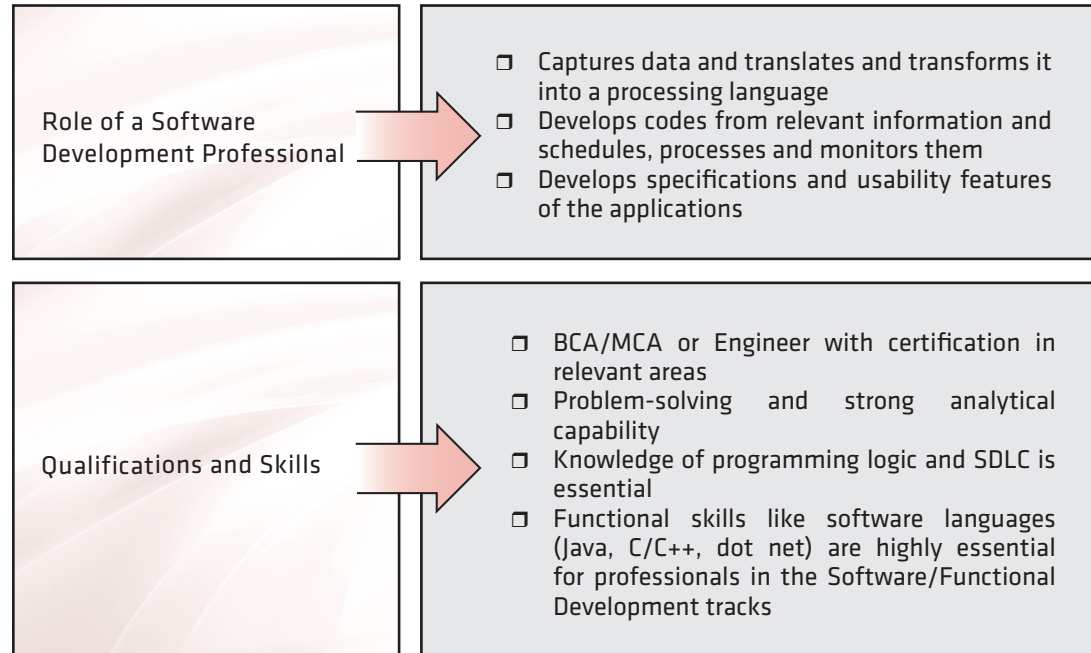 Role of a Software
Development Professional
❒ Captures data and translates and transforms it
into a processing language
❒ Develops codes from relevant information and
schedules, processes and monitors them
❒ Develops specifications and usability features
of the applications
Qualifications and Skills
❒ BCA/MCA or Engineer with certification in
relevant areas
❒ Problem-solving and strong analytical
capability
❒ Knowledge of programming logic and SDLC is
essential
❒ Functional skills like software languages
(Java, C/C++, dot net) are highly essential
for professionals in the Software/Functional
Development tracks